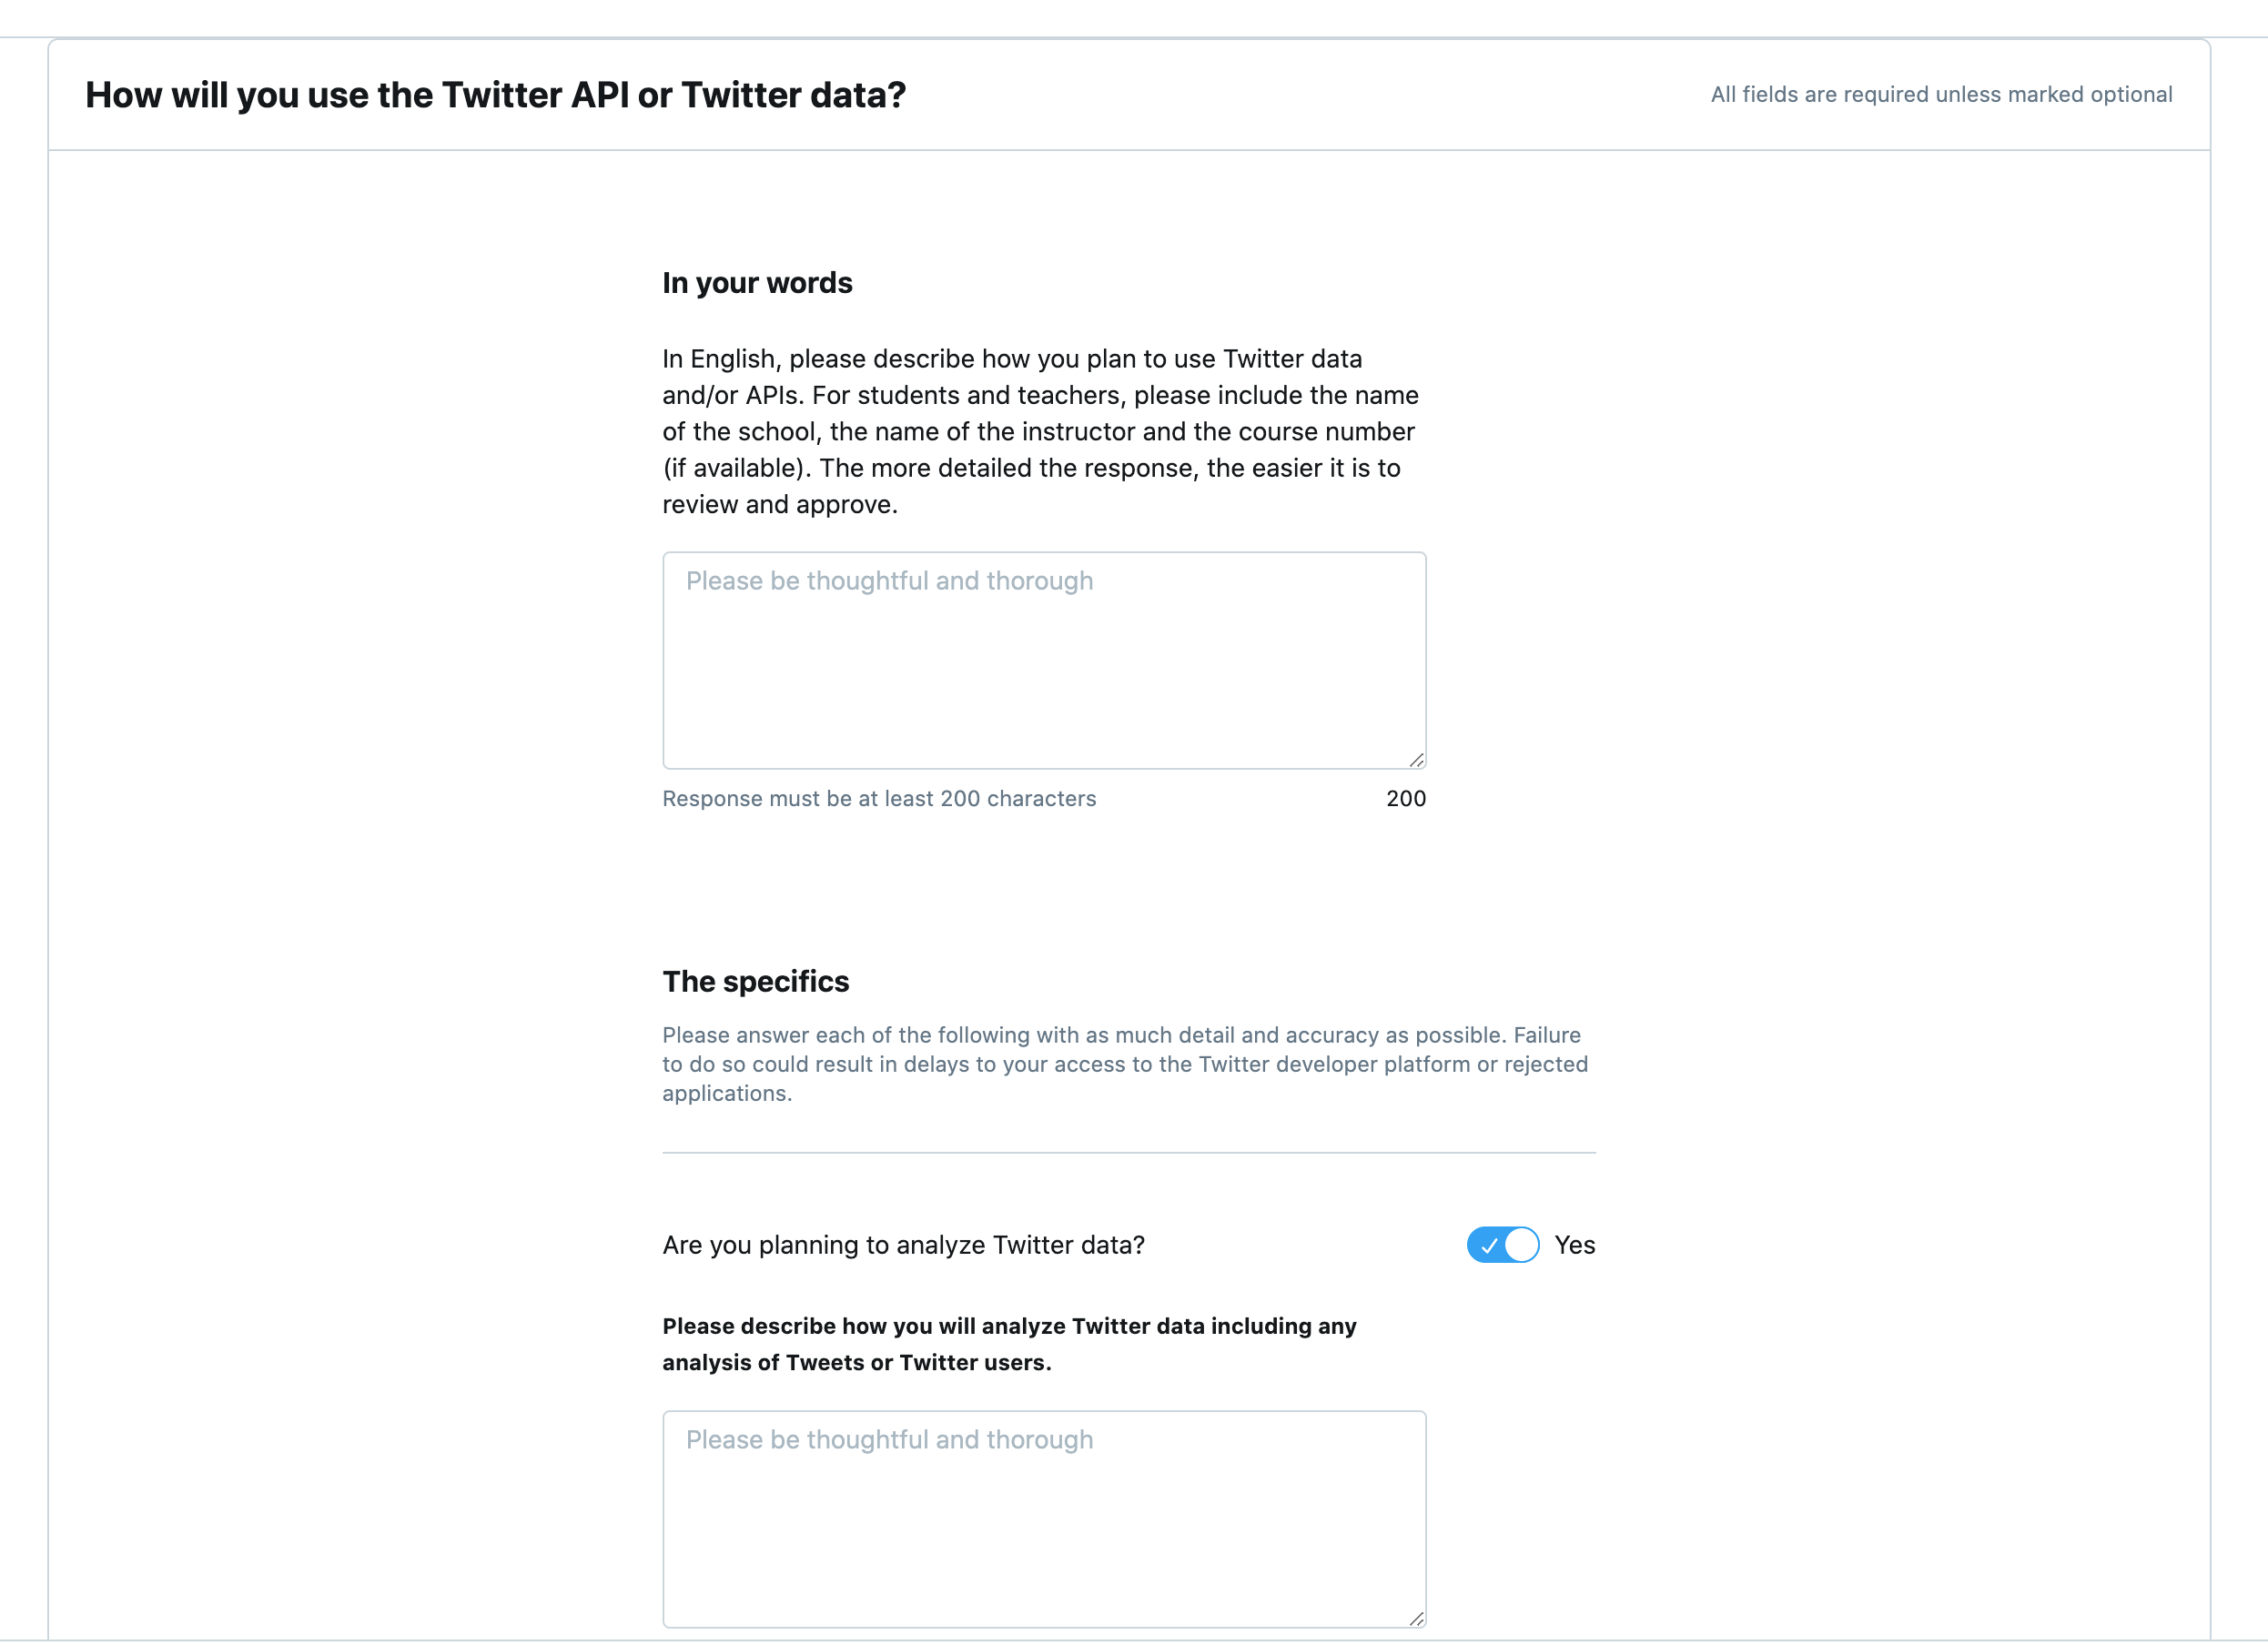 How will you use the Twitter API or Twitter data?
All fields are required unless marked optional
In your words
In English, please describe how you plan to use Twitter data
and/or APIs. For students and teachers, please include the name
of the school, the name of the instructor and the course number
(if available). The more detailed the response, the easier it is to
review and approve.
Please be thoughtful and thorough
Response must be at least 200 characters
200
The specifics
Please answer each of the following with as much detail and accuracy as possible. Failure
to do so could result in delays to your access to the Twitter developer platform or rejected
applications.
Are you planning to analyze Twitter data?
Yes
Please describe how you will analyze Twitter data including any
analysis of Tweets or Twitter users.
Please be thoughtful and thorough